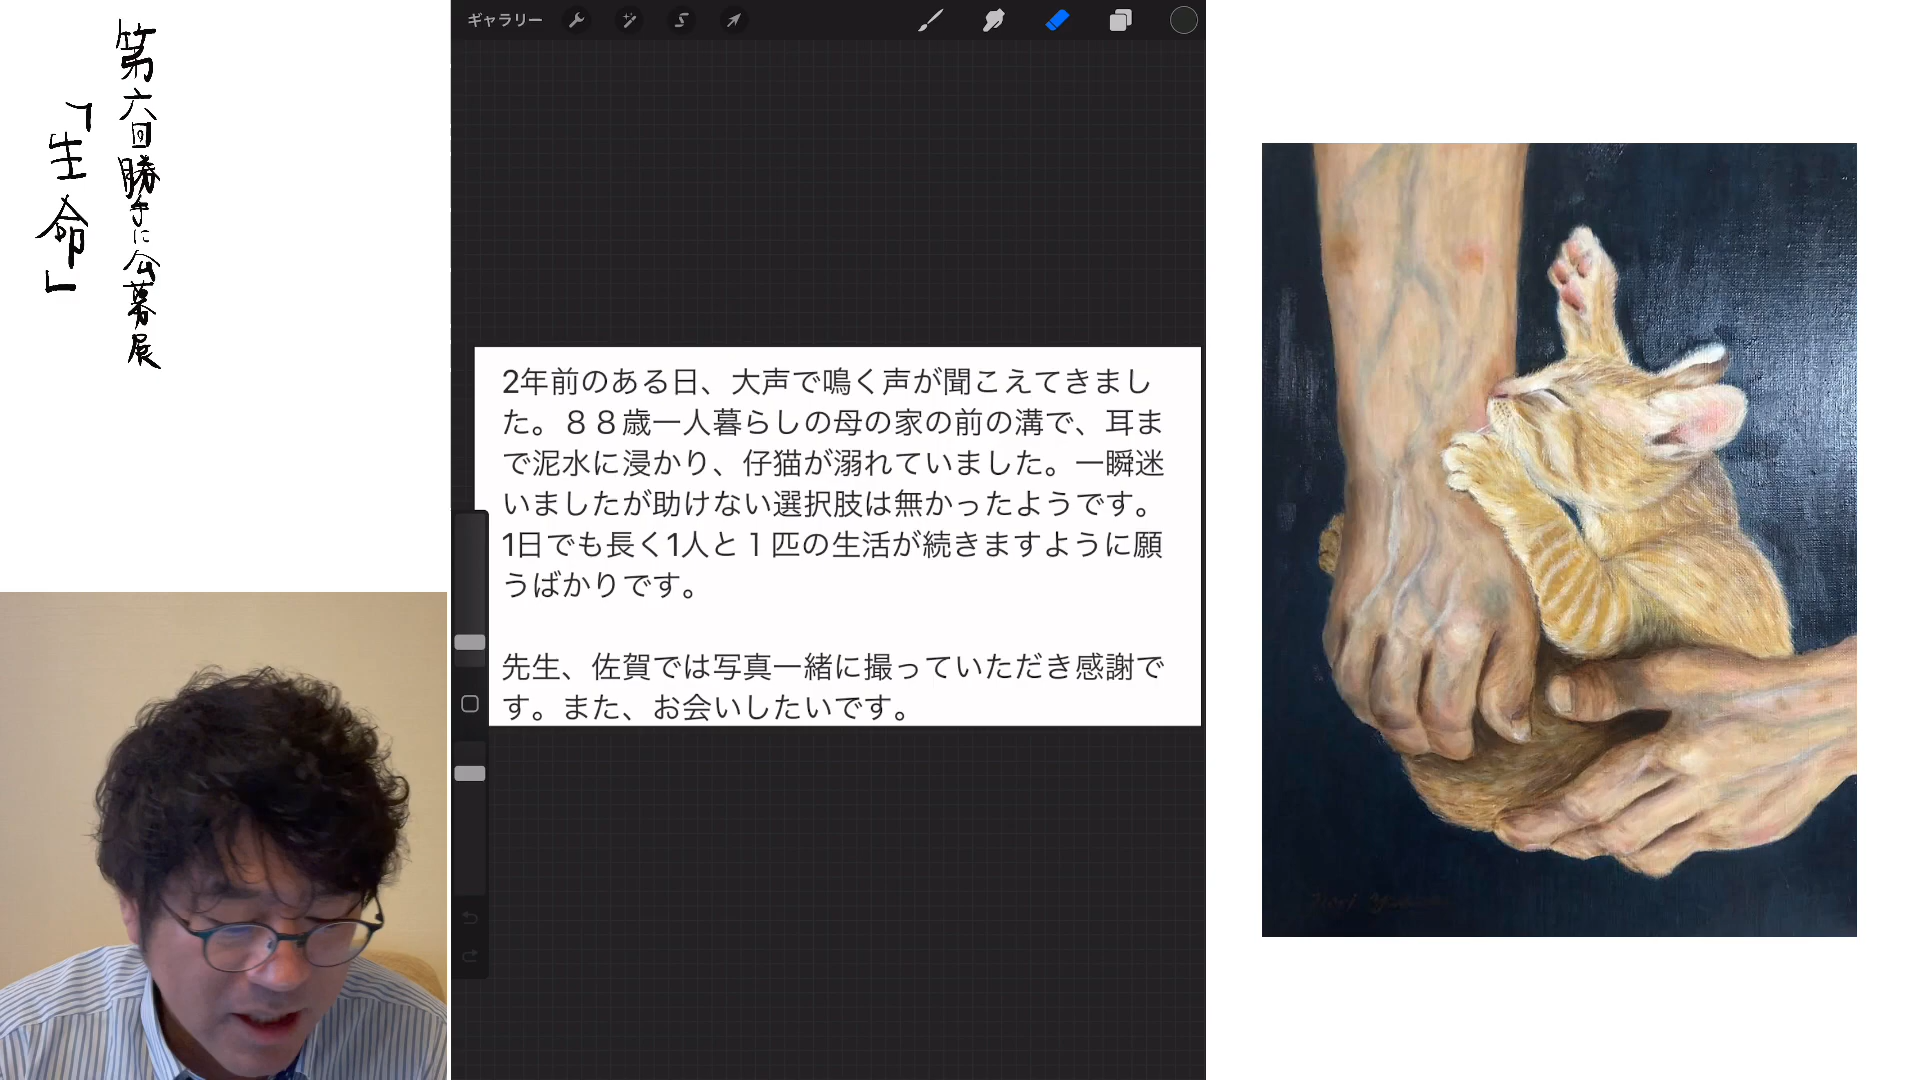 第六回勝手に公募展
「生命」
ギャラリー
2年前のある日、大声で鳴く声が聞こえてきまし
た。８８歳一人暮らしの母の家の前の溝で、耳ま
で泥水に浸かり、仔猫が溺れていました。一瞬迷
いましたが助けない選択肢は無かったようです。
1日でも長く1人と１匹の生活が続きますように願
うばかりです。
先生、佐賀では写真一緒に撮っていただき感謝で
す。また、お会いしたいです。